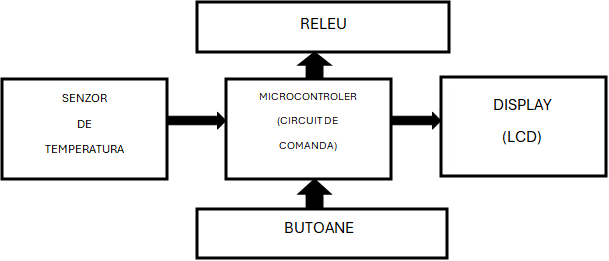 RELEU
SENZOR
DE
TEMPERATURA
MICROCONTROLER
(CIRCUIT DE
COMANDA)
DISPLAY
(LCD)
BUTOANE